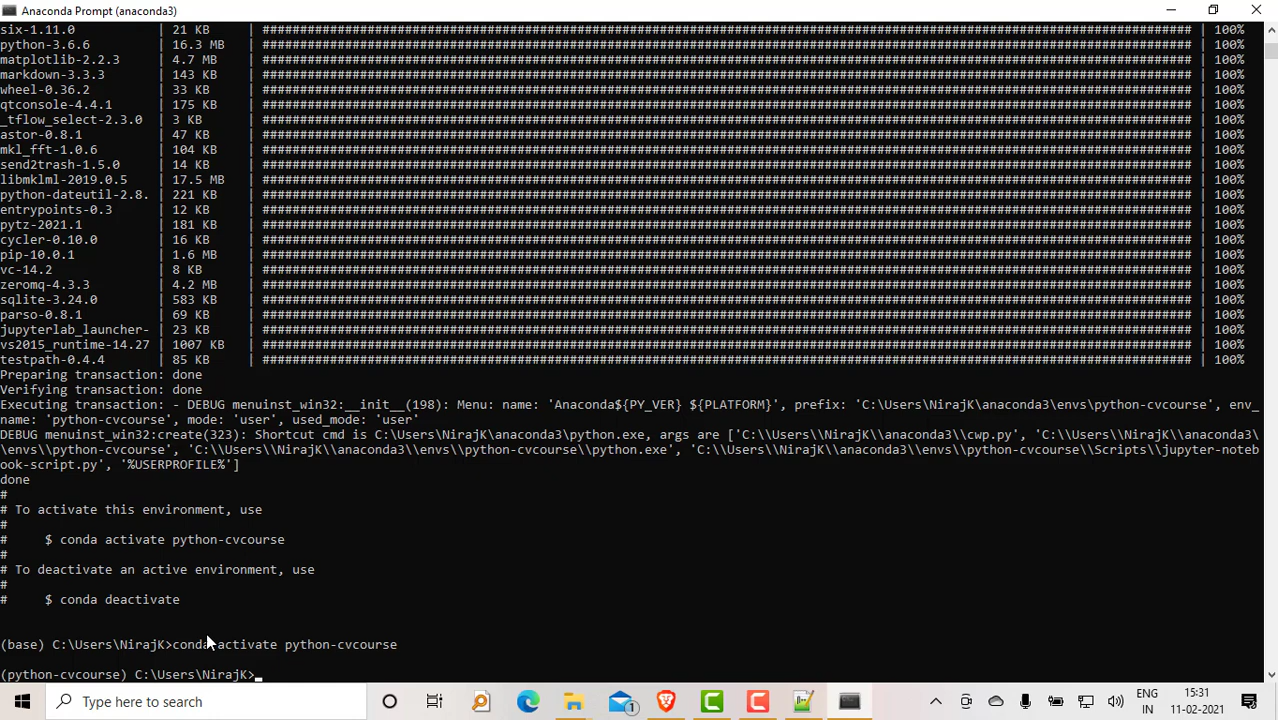 Anaconda Prompt (anaconda3)
six-1.11.0 | 21 KB | ############################################################################################################################ | 100%
python-3.6.6 | 16.3 MB | ############################################################################################################################ | 100%
matplotlib-2.2.3 | 4.7 MB | ############################################################################################################################ | 100%
markdown-3.3.3 | 143 KB | ############################################################################################################################ | 100%
wheel-0.36.2 | 33 KB | ############################################################################################################################ | 100%
qtconsole-4.4.1 | 175 KB | ############################################################################################################################ | 100%
_tflow_select-2.3.0 | 3 KB | ############################################################################################################################ | 100%
astor-0.8.1 | 47 KB | ############################################################################################################################ | 100%
mkl_fft-1.0.6 | 104 KB | ############################################################################################################################ | 100%
send2trash-1.5.0 | 14 KB | ############################################################################################################################ | 100%
libmklml-2019.0.5 | 17.5 MB | ############################################################################################################################ | 100%
python-dateutil-2.8. | 221 KB | ############################################################################################################################ | 100%
entrypoints-0.3 | 12 KB | ############################################################################################################################ | 100%
pytz-2021.1 | 181 KB | ############################################################################################################################ | 100%
cycler-0.10.0 | 16 KB | ############################################################################################################################ | 100%
pip-10.0.1 | 1.6 MB | ############################################################################################################################ | 100%
vc-14.2 | 8 KB | ############################################################################################################################ | 100%
zeromq-4.3.3 | 4.2 MB | ############################################################################################################################ | 100%
sqlite-3.24.0 | 583 KB | ############################################################################################################################ | 100%
parso-0.8.1 | 69 KB | ############################################################################################################################ | 100%
jupyterlab_launcher- | 23 KB | ############################################################################################################################ | 100%
vs2015_runtime-14.27 | 1007 KB | ############################################################################################################################ | 100%
testpath-0.4.4 | 85 KB | ############################################################################################################################ | 100%
Preparing transaction: done
Verifying transaction: done
Executing transaction: - DEBUG menuinst_win32:__init__(198): Menu: name: 'Anaconda${PY_VER} ${PLATFORM}', prefix: 'C:\Users\NirajK\anaconda3\envs\python-cvcourse', env_
name: 'python-cvcourse', mode: 'user', used_mode: 'user'
DEBUG menuinst_win32:create(323): Shortcut cmd is C:\Users\NirajK\anaconda3\python.exe, args are ['C:\\Users\\NirajK\\anaconda3\\cwp.py', 'C:\\Users\\NirajK\\anaconda3\
\envs\\python-cvcourse', 'C:\\Users\\NirajK\\anaconda3\\envs\\python-cvcourse\\python.exe', 'C:\\Users\\NirajK\\anaconda3\\envs\\python-cvcourse\\Scripts\\jupyter-noteb
ook-script.py', '%USERPROFILE%']
done
#
# To activate this environment, use
#
# $ conda activate python-cvcourse
#
# To deactivate an active environment, use
#
# $ conda deactivate
(base) C:\Users\NirajK>conda activate python-cvcourse
(python-cvcourse) C:\Users\NirajK>_
Type here to search
1
ENG
IN
15:31
11-02-2021